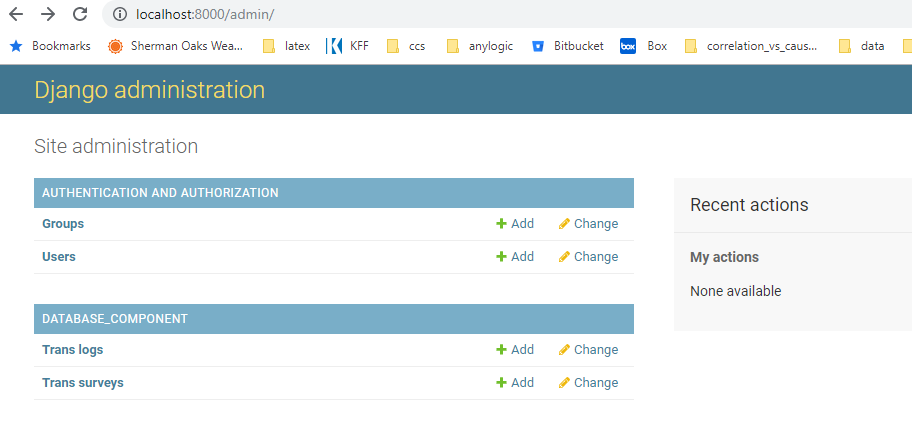 localhost:8000/admin/
Bookmarks Sherman Oaks Wea... latex KFF ccs anylogic Bitbucket box Box correlation_vs_caus... data
Django administration
Site administration
AUTHENTICATION AND AUTHORIZATION
Groups Add Change
Users Add Change
DATABASE_COMPONENT
Trans logs Add Change
Trans surveys Add Change
Recent actions
My actions
None available